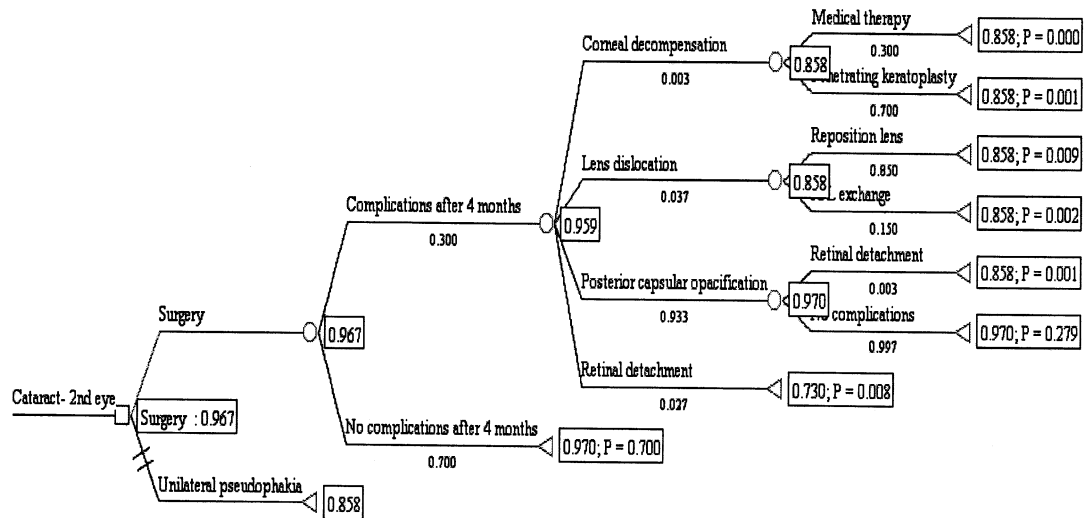 Medical therapy
0.300
0.858; P = 0.000
Corneal decompensation
0.003
0.858
keratoplasty
0.700
0.858; P = 0.001
Reposition lens
0.850
0.858; P = 0.009
Lens dislocation
0.037
0.858
exchange
0.150
0.858; P = 0.002
Complications after 4 months
0.300
0.959
Retinal detachment
0.003
0.858; P = 0.001
Posterior capsular opacification
0.933
0.970
complications
0.997
0.970; P = 0.279
Surgery
0.967
Retinal detachment
0.027
0.730; P = 0.008
Cataract- 2nd eye
Surgery : 0.967
No complications after 4 months
0.700
0.970; P = 0.700
Unilateral pseudophakia
0.858